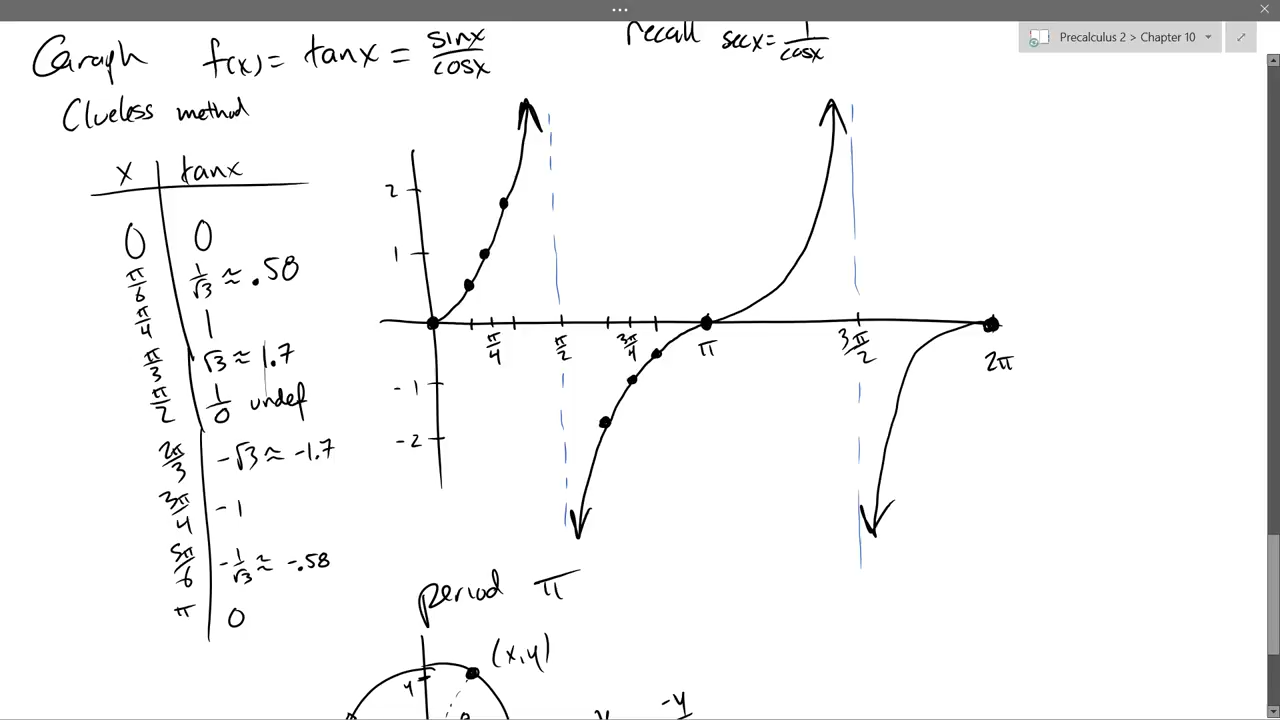 Graph f(x) = tanx = sinx/cosx
recall secx = 1/cosx
Precalculus 2 > Chapter 10
Clueless method
x | tanx
0 | 0
π/6 | 1/√3 ≈ .58
π/4 | 1
π/3 | √3 ≈ 1.7
π/2 | 1/0 undef
2π/3 | -√3 ≈ -1.7
3π/4 | -1
5π/6 | -1/√3 ≈ -.58
π | 0
2
1
-1
-2
π/4 π/2 3π/4 π 3π/2 2π
period π
(x,y)
y
-y